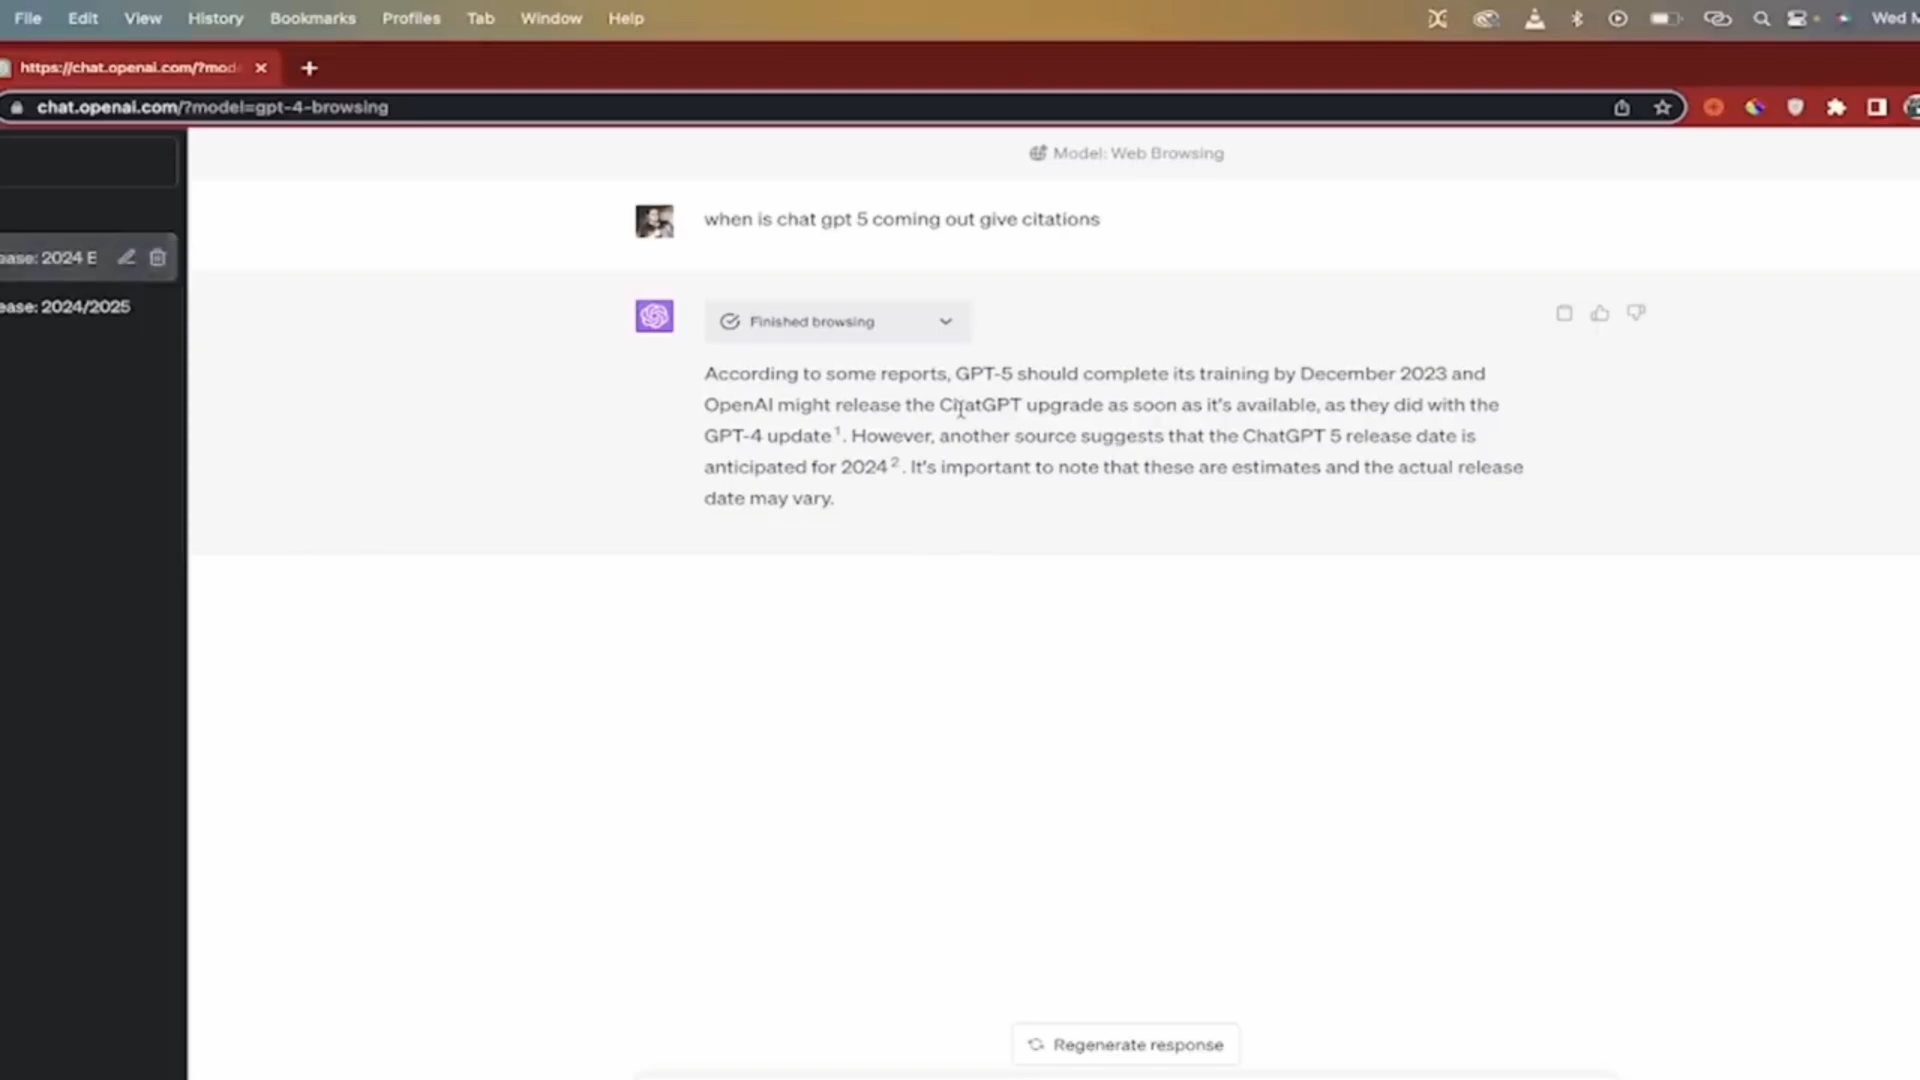 File Edit View History Bookmarks Profiles Tab Window Help Wed M
https://chat.openai.com/?mod
chat.openai.com/?model=gpt-4-browsing
Model: Web Browsing
when is chat gpt 5 coming out give citations
ease: 2024 E
ease: 2024/2025
Finished browsing
According to some reports, GPT-5 should complete its training by December 2023 and
OpenAI might release the ChatGPT upgrade as soon as it's available, as they did with the
GPT-4 update 1. However, another source suggests that the ChatGPT 5 release date is
anticipated for 2024 2. It's important to note that these are estimates and the actual release
date may vary.
Regenerate response